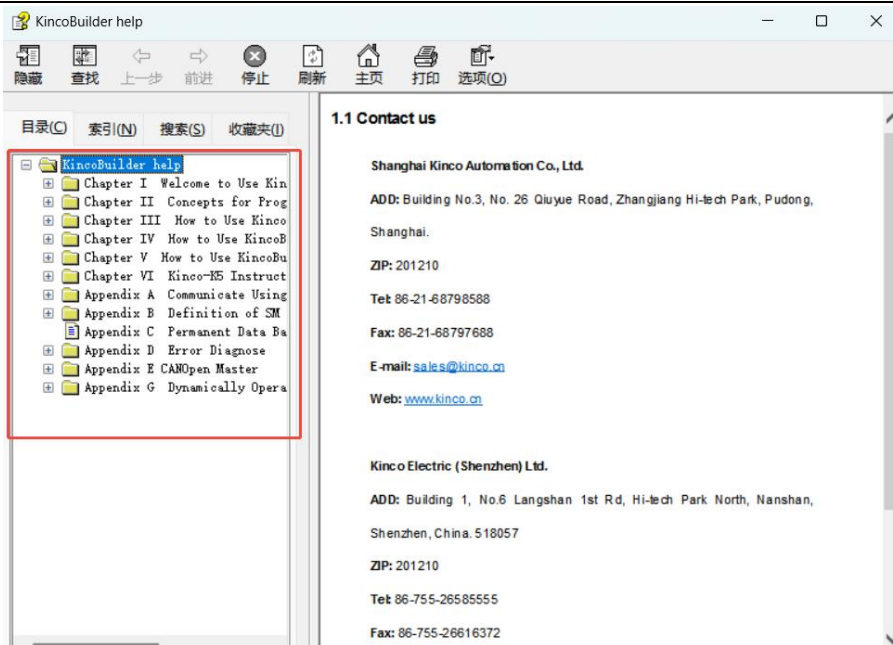 KincoBuilder help
隐藏 查找 上一步 前进 停止 刷新 主页 打印 选项(O)
目录(C) 索引(N) 搜索(S) 收藏夹(I)
KincoBuilder help
Chapter I Welcome to Use Kin
Chapter II Concepts for Prog
Chapter III How to Use Kinco
Chapter IV How to Use KincoB
Chapter V How to Use KincoBu
Chapter VI Kinco-K5 Instruct
Appendix A Communicate Using
Appendix B Definition of SM
Appendix C Permanent Data Ba
Appendix D Error Diagnose
Appendix E CANOpen Master
Appendix G Dynamically Opera
1.1 Contact us
Shanghai Kinco Automation Co., Ltd.
ADD: Building No.3, No. 26 Qiuyue Road, Zhangjiang Hi-tech Park, Pudong,
Shanghai.
ZIP: 201210
Tel: 86-21-68798588
Fax: 86-21-68797688
E-mail: sales@kinco.cn
Web: www.kinco.cn
Kinco Electric (Shenzhen) Ltd.
ADD: Building 1, No.6 Langshan 1st Rd, Hi-tech Park North, Nanshan,
Shenzhen, China. 518057
ZIP: 201210
Tel: 86-755-26585555
Fax: 86-755-26616372